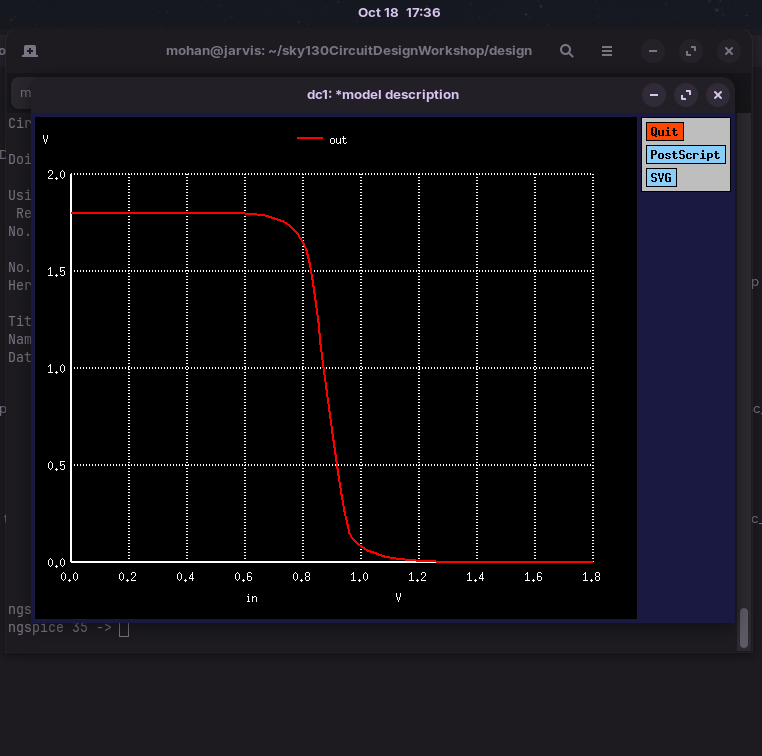 Oct 18 17:36
mohan@jarvis: ~/sky130CircuitDesignWorkshop/design
m
dc1: *model description
Cir
Doi
Usi
Re
No.
No.
Her
Tit
Nam
Dat
V
out
Quit
PostScript
SVG
2.0
1.5
1.0
0.5
0.0
0.0 0.2 0.4 0.6 0.8 1.0 1.2 1.4 1.6 1.8
in V
ngs
ngspice 35 ->